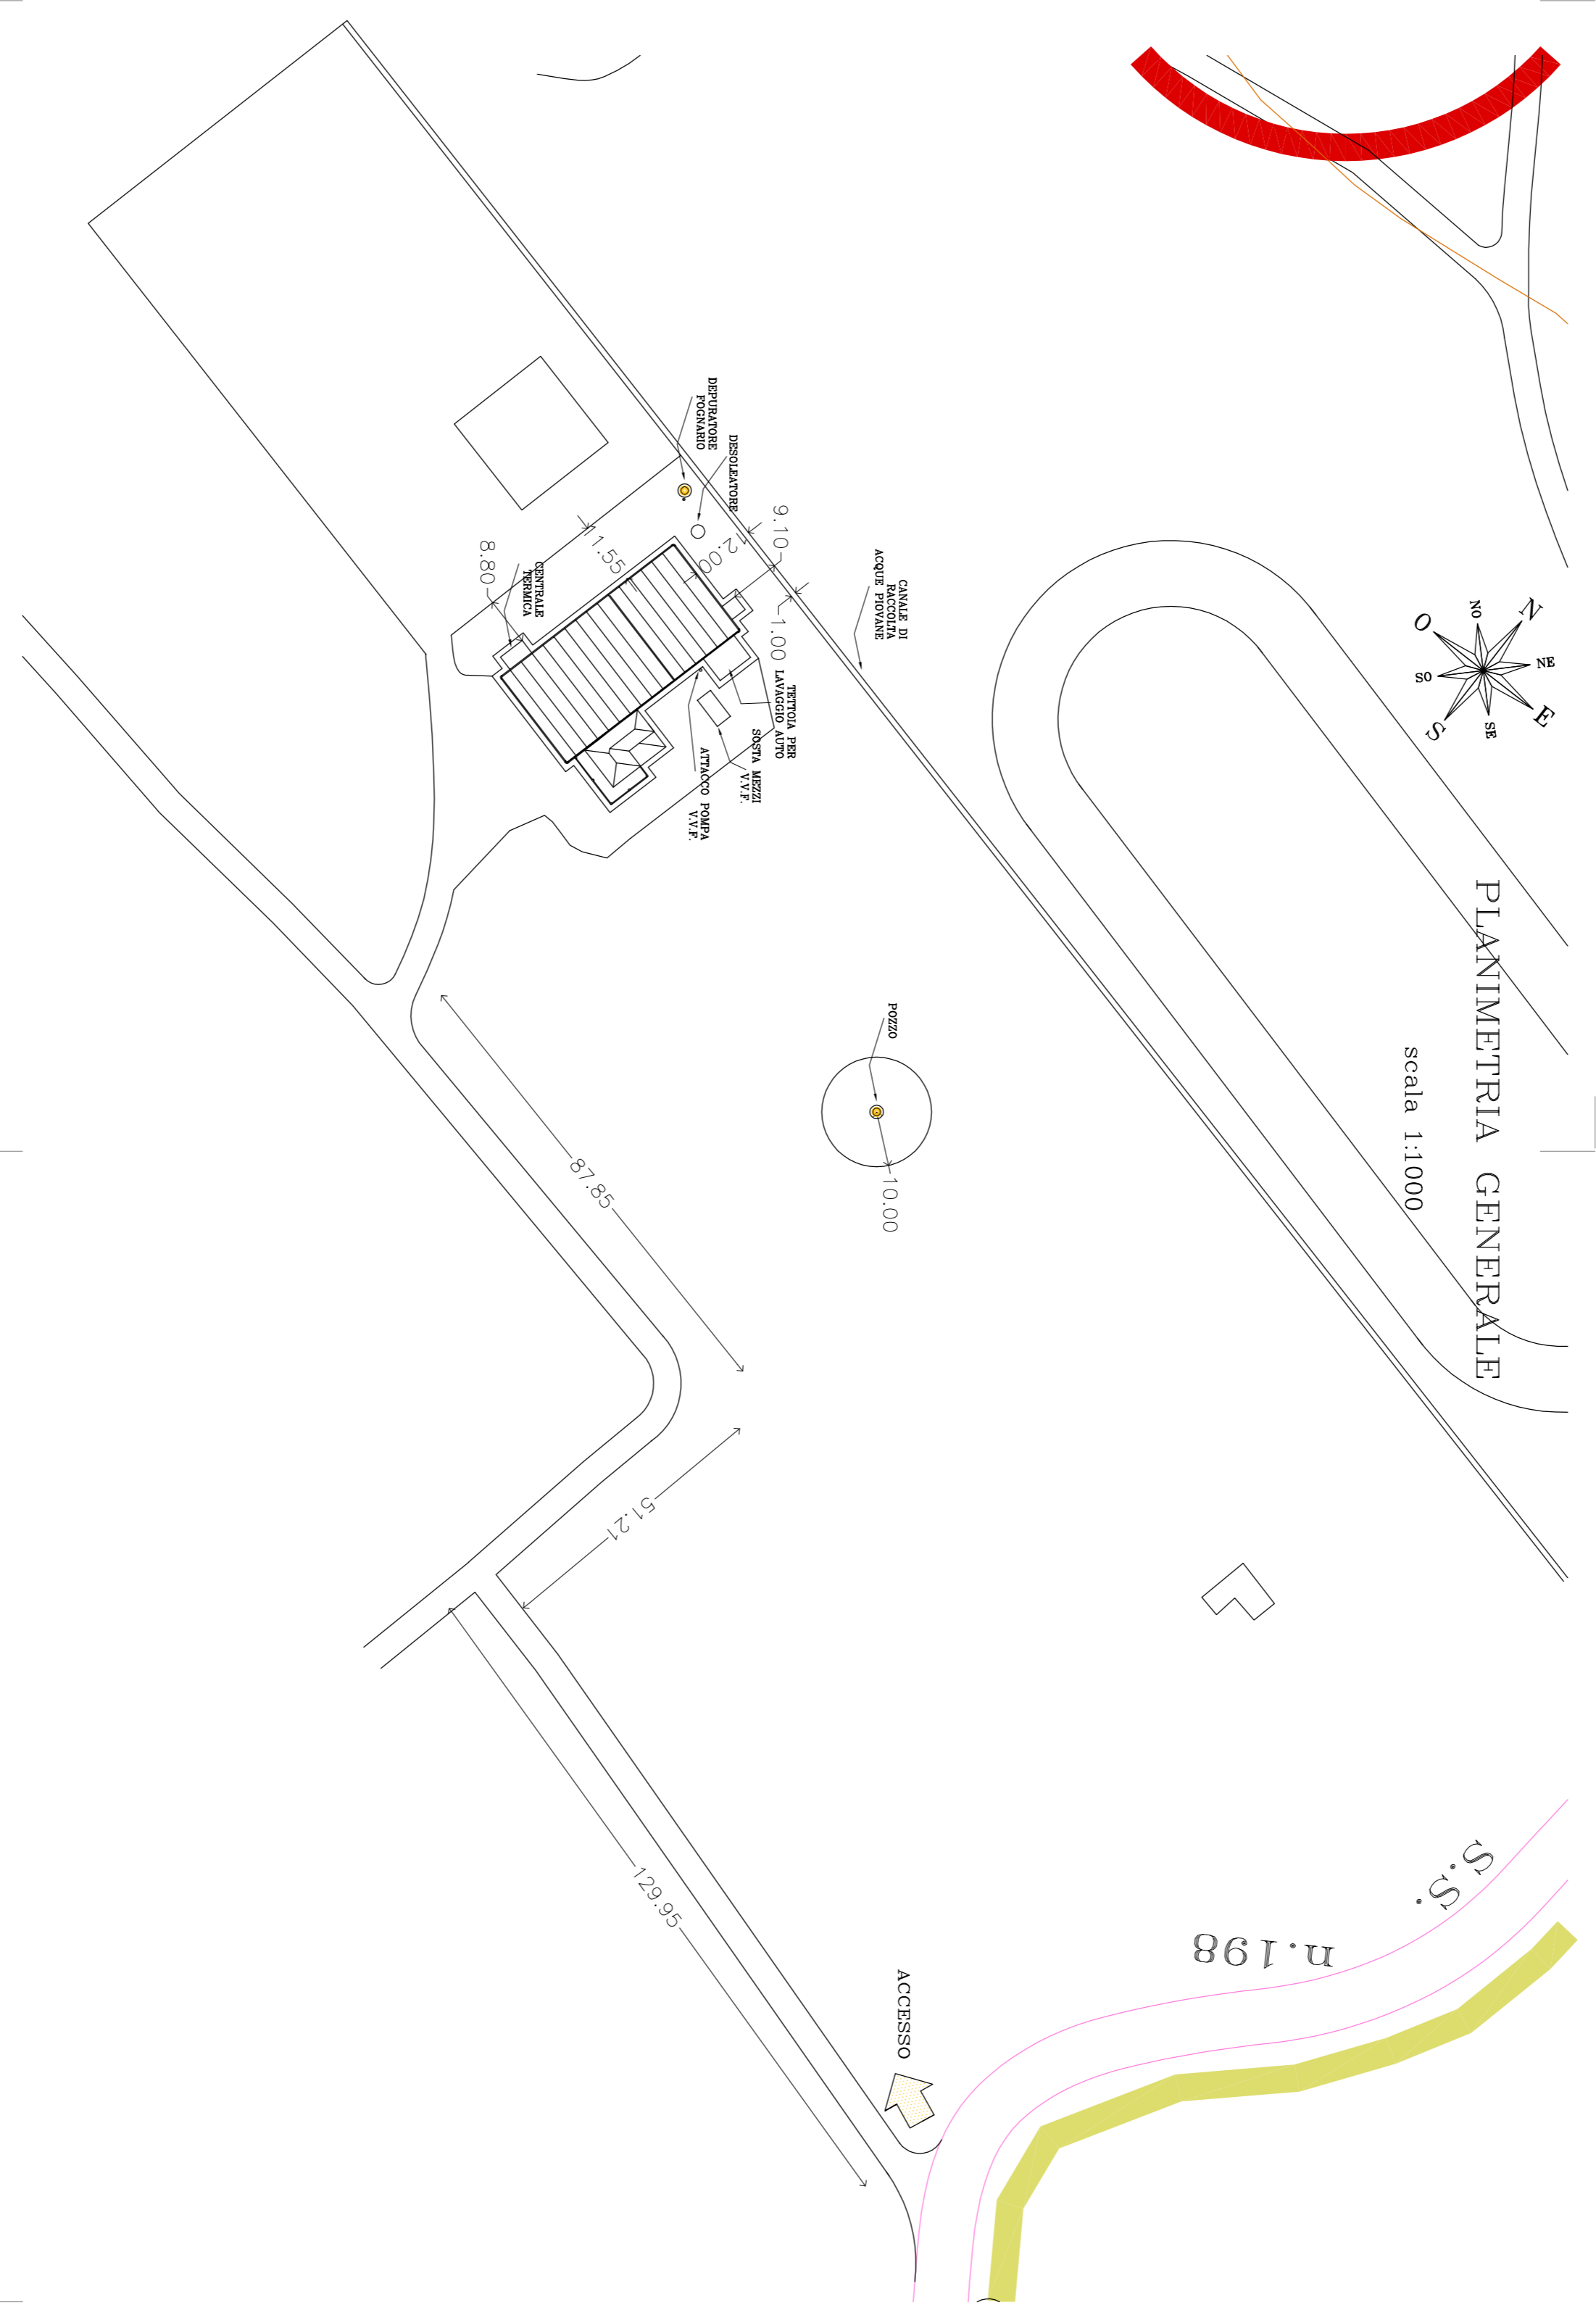 PLANIMETRIA GENERALE
scala 1:1000
N
NE
E
SE
S
SO
O
NO
CANALE DI
RACCOLTA
ACQUE PIOVANE
9.10
1.00
12.00
11.55
8.80
DEPURATORE
FOGNARIO
DESOLEATORE
CENTRALE
TERMICA
TETTOIA PER
LAVAGGIO AUTO
SOSTA MEZZI
V.V.F.
ATTACCO POMPA
V.V.F.
POZZO
10.00
87.85
51.21
129.95
ACCESSO
S.S.
n.198